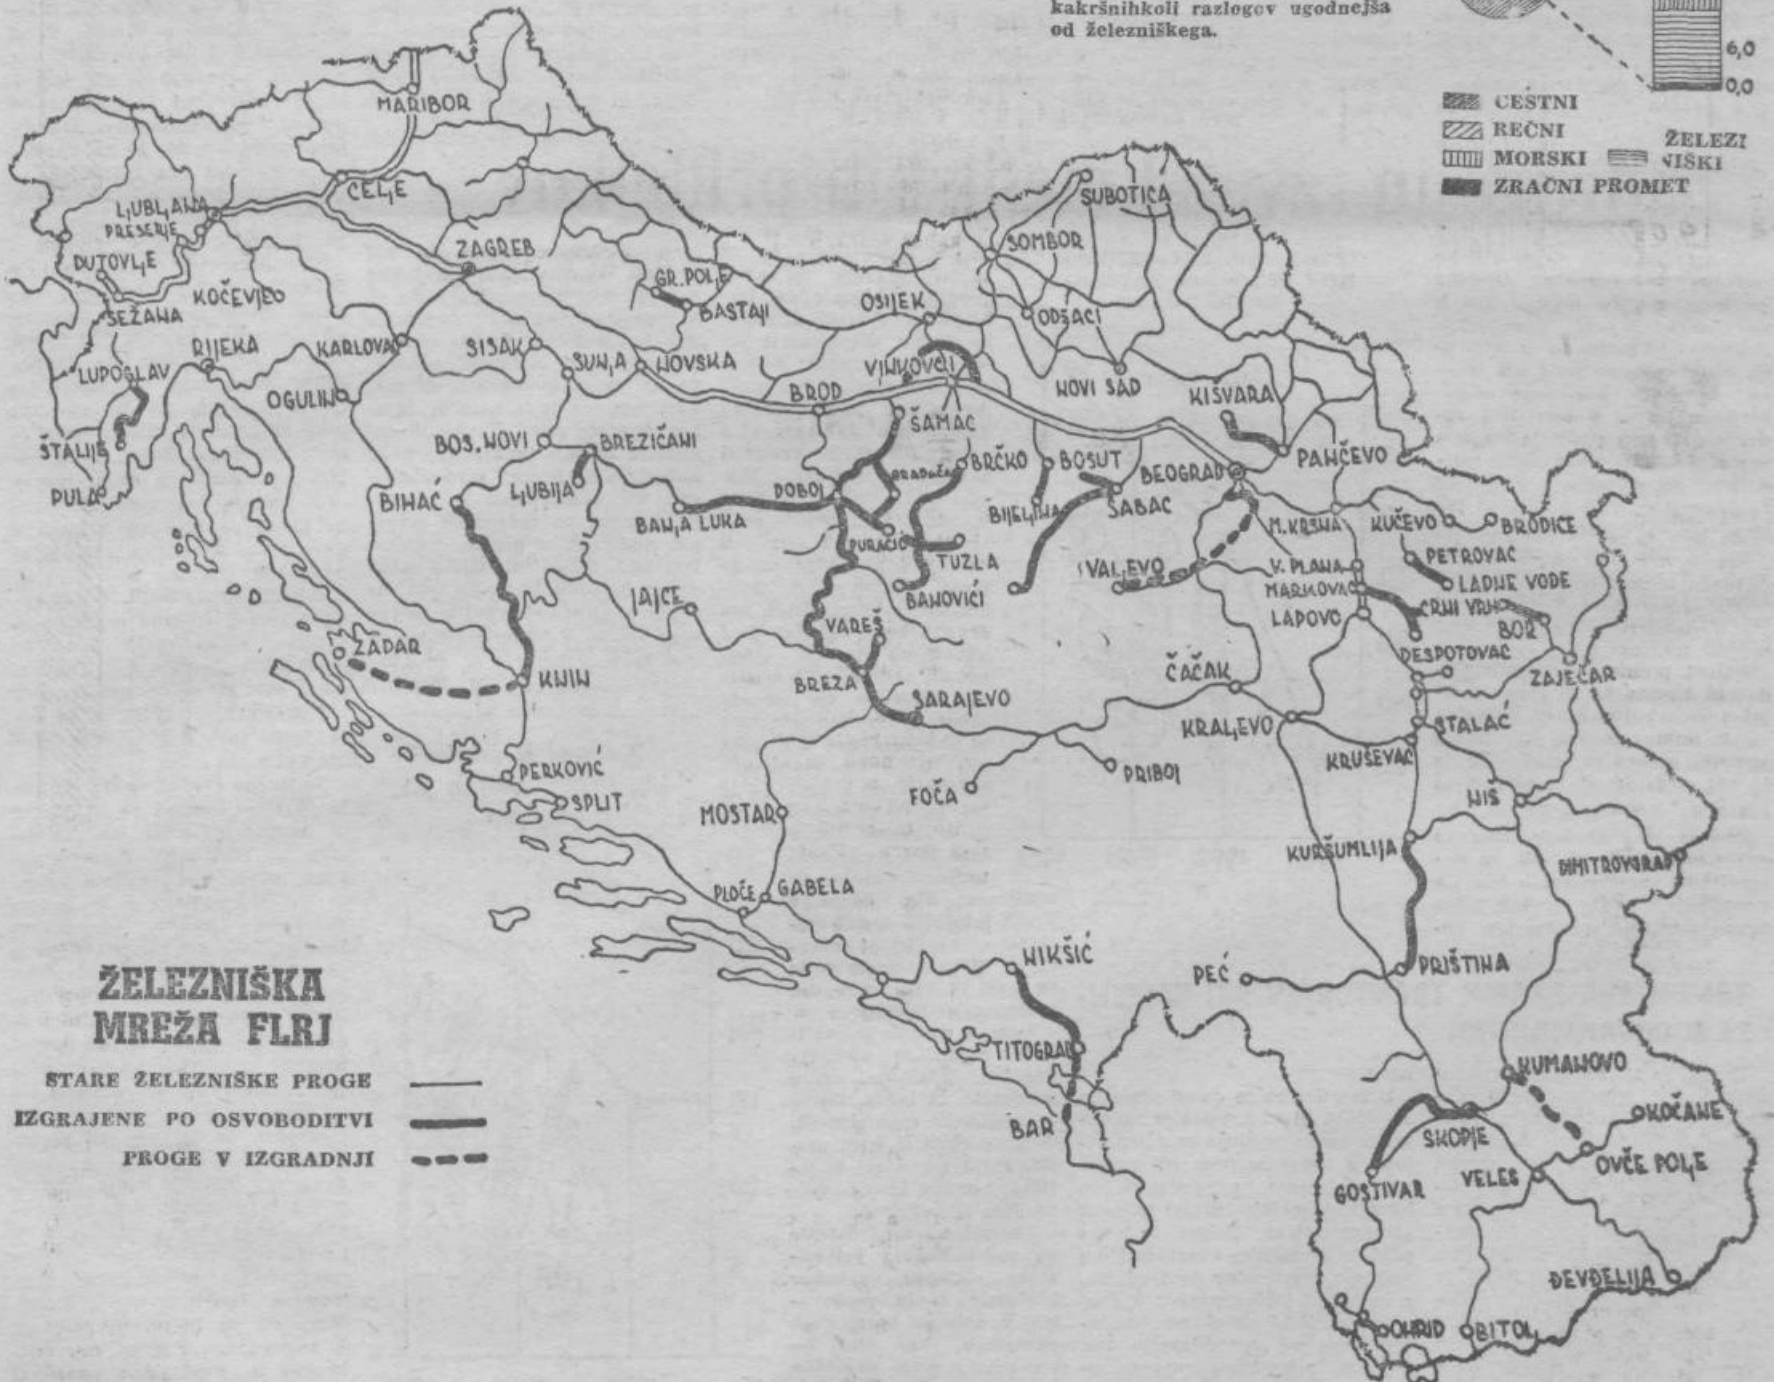 kakršnihkoli razlogov ugodnejša
od železniškega.
6,0
0,0
CESTNI
REČNI
MORSKI
ŽELEZI
NIŠKI
ZRAČNI PROMET
MARIBOR
CELJE
LJUBLJANA
PRESERJE
DUTOVLJE
SEŽANA
KOČEVJE
ZAGREB
GR. POLJE
BASTAJI
SUBOTICA
SOMBOR
ODŽACI
OSIJEK
RIJEKA
KARLOVAC
SISAK
SUNJA
NOVSKA
VINKOVCI
NOVI SAD
KIŠVARA
LUPOGLAV
OGULIN
BROD
ŠTALIJE
PULA
BOS. NOVI
BREZIČANI
ŠAMAC
BRČKO
BOSUT
BEOGRAD
PANČEVO
BIHAĆ
LJUBIJA
BANJA LUKA
DOBOJ
GRADAČAC
BIJELJINA
ŠABAC
M. KRSNA
KUČEVO
BRODICE
PURAČIĆ
TUZLA
BANOVIĆI
VALJEVO
V. PLANA
MARKOVAC
LAPOVO
PETROVAC
LADNE VODE
CRNI VRH
BOR
JAJCE
VAREŠ
DESPOTOVAC
ZAJEČAR
ZADAR
KNIN
BREZA
SARAJEVO
ČAČAK
KRALJEVO
STALAĆ
KRUŠEVAC
PERKOVIĆ
SPLIT
MOSTAR
FOČA
PRIBOJ
NIŠ
KURŠUMLIJA
DIMITROVGRAD
PLOČE
GABELA
NIKŠIĆ
PEĆ
PRIŠTINA
TITOGRAD
BAR
KUMANOVO
KOČANE
SKOPJE
OVČE POLJE
GOSTIVAR
VELES
ĐEVĐELIJA
OHRID
BITOLJ
ŽELEZNIŠKA
MREŽA FLRJ
STARE ŽELEZNIŠKE PROGE
IZGRAJENE PO OSVOBODITVI
PROGE V IZGRADNJI